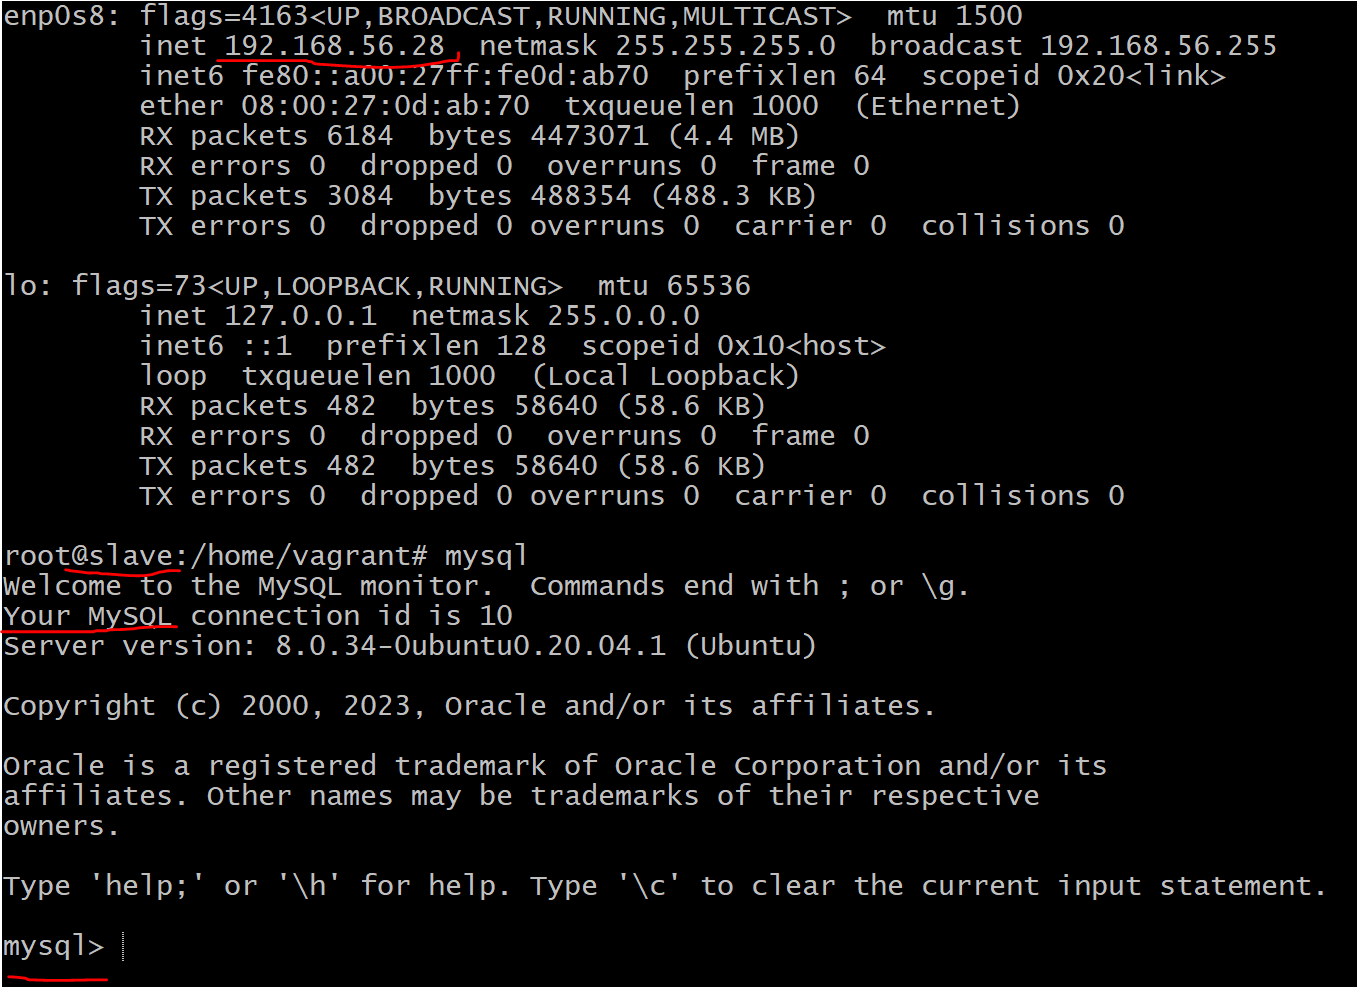 enp0s8: flags=4163<UP,BROADCAST,RUNNING,MULTICAST>  mtu 1500
        inet 192.168.56.28  netmask 255.255.255.0  broadcast 192.168.56.255
        inet6 fe80::a00:27ff:fe0d:ab70  prefixlen 64  scopeid 0x20<link>
        ether 08:00:27:0d:ab:70  txqueuelen 1000  (Ethernet)
        RX packets 6184  bytes 4473071 (4.4 MB)
        RX errors 0  dropped 0  overruns 0  frame 0
        TX packets 3084  bytes 488354 (488.3 KB)
        TX errors 0  dropped 0 overruns 0  carrier 0  collisions 0

lo: flags=73<UP,LOOPBACK,RUNNING>  mtu 65536
        inet 127.0.0.1  netmask 255.0.0.0
        inet6 ::1  prefixlen 128  scopeid 0x10<host>
        loop  txqueuelen 1000  (Local Loopback)
        RX packets 482  bytes 58640 (58.6 KB)
        RX errors 0  dropped 0  overruns 0  frame 0
        TX packets 482  bytes 58640 (58.6 KB)
        TX errors 0  dropped 0 overruns 0  carrier 0  collisions 0

root@slave:/home/vagrant# mysql
Welcome to the MySQL monitor.  Commands end with ; or \g.
Your MySQL connection id is 10
Server version: 8.0.34-0ubuntu0.20.04.1 (Ubuntu)

Copyright (c) 2000, 2023, Oracle and/or its affiliates.

Oracle is a registered trademark of Oracle Corporation and/or its
affiliates. Other names may be trademarks of their respective
owners.

Type 'help;' or '\h' for help. Type '\c' to clear the current input statement.

mysql>